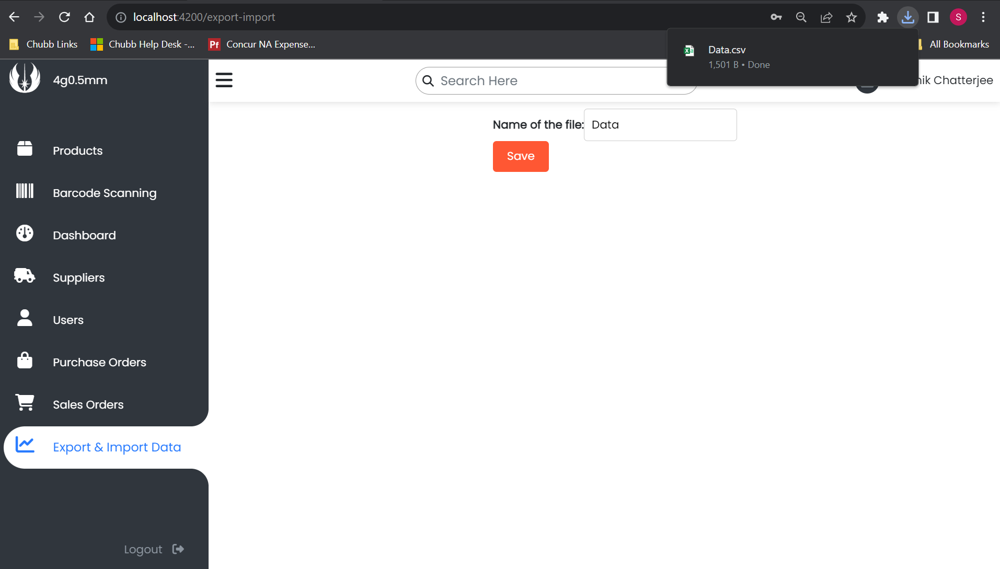 localhost:4200/export-import
S
Chubb Links
Chubb Help Desk -...
Pf
Concur NA Expense...
All Bookmarks
Data.csv
1,501 B • Done
4g0.5mm
Search Here
Chatterjee
Name of the file:
Data
Save
Products
Barcode Scanning
Dashboard
Suppliers
Users
Purchase Orders
Sales Orders
Export & Import Data
Logout